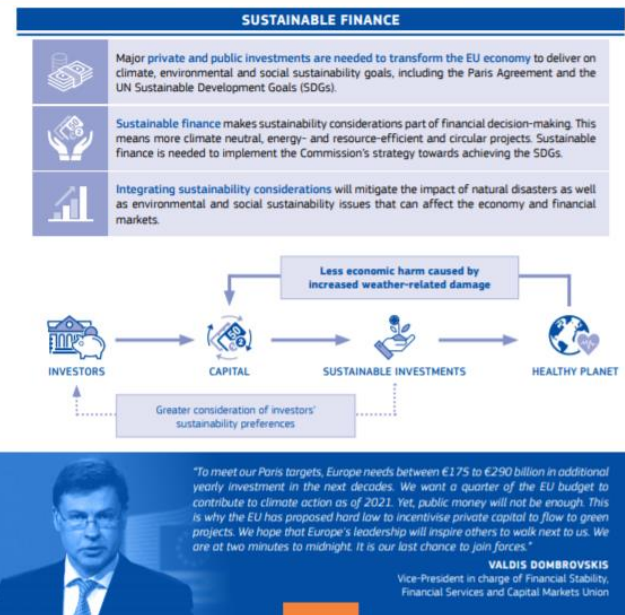 SUSTAINABLE FINANCE
Major private and public investments are needed to transform the EU economy to deliver on
climate, environmental and social sustainability goals, including the Paris Agreement and the
UN Sustainable Development Goals (SDGs).
Sustainable finance makes sustainability considerations part of financial decision-making. This
means more climate neutral, energy- and resource-efficient and circular projects. Sustainable
finance is needed to implement the Commission's strategy towards achieving the SDGs.
Integrating sustainability considerations will mitigate the impact of natural disasters as well
as environmental and social sustainability issues that can affect the economy and financial
markets.
Less economic harm caused by
increased weather-related damage
INVESTORS
CAPITAL
SUSTAINABLE INVESTMENTS
HEALTHY PLANET
Greater consideration of investors'
sustainability preferences
"To meet our Paris targets, Europe needs between €175 to €290 billion in additional
yearly investment in the next decades. We want a quarter of the EU budget to
contribute to climate action as of 2021. Yet, public money will not be enough. This
is why the EU has proposed hard law to incentivise private capital to flow to green
projects. We hope that Europe's leadership will inspire others to walk next to us. We
are at two minutes to midnight. It is our last chance to join forces."
VALDIS DOMBROVSKIS
Vice-President in charge of Financial Stability,
Financial Services and Capital Markets Union